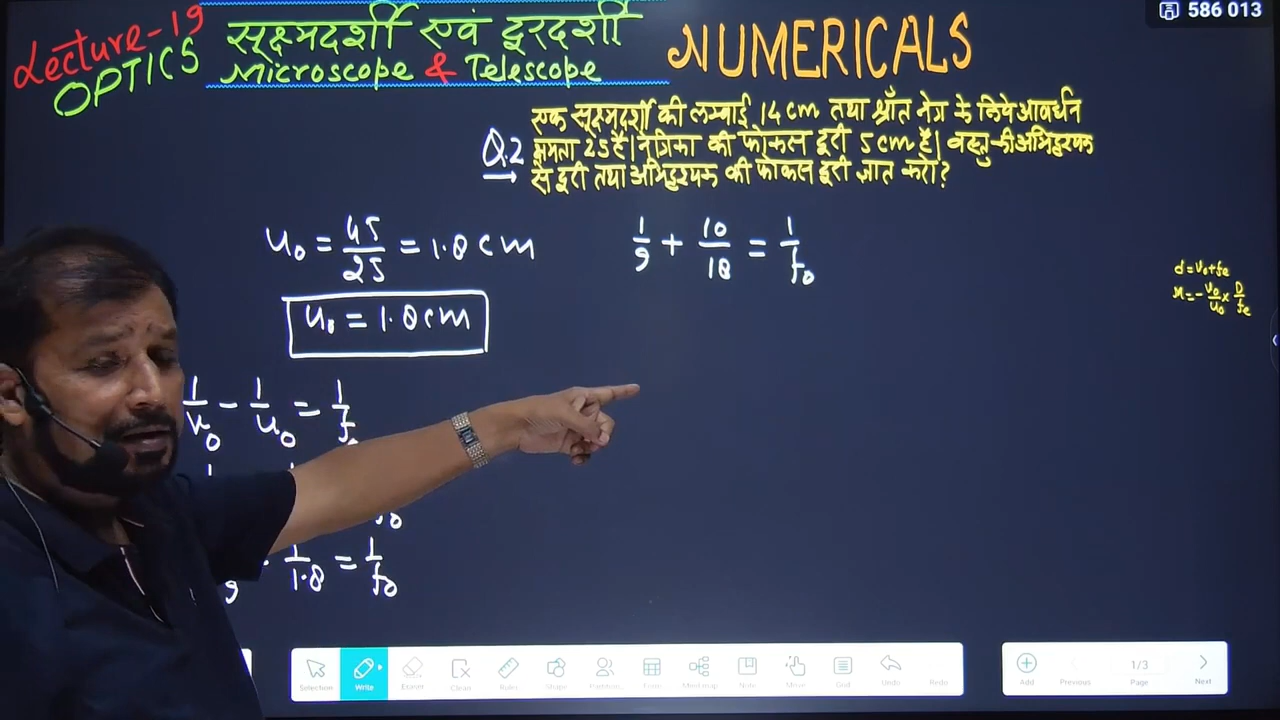 586 013
Lecture-19
OPTICS
सूक्ष्मदर्शी एवं दूरदर्शी
Microscope & Telescope
NUMERICALS
Q.2 एक सूक्ष्मदर्शी की लम्बाई 14 cm तथा श्राँत नेत्र के लिये आवर्धन
क्षमता 25 है। नेत्रिका की फोकस दूरी 5 cm है। वस्तु की अभिदृश्यक
से दूरी तथा अभिदृश्यक की फोकस दूरी ज्ञात करो?
u₀ = 45/25 = 1.8 cm
u₀ = 1.8 cm
1/v₀ - 1/u₀ = 1/f₀
1/1.8 = 1/f₀
1/9 + 10/18 = 1/f₀
d = v₀ + fe
M = - v₀/u₀ × D/fe
Selection Write Erase Clean Rules Shape Partition Form Mind map Note Move Grid Undo Redo
Add Previous 1/3 Page Next